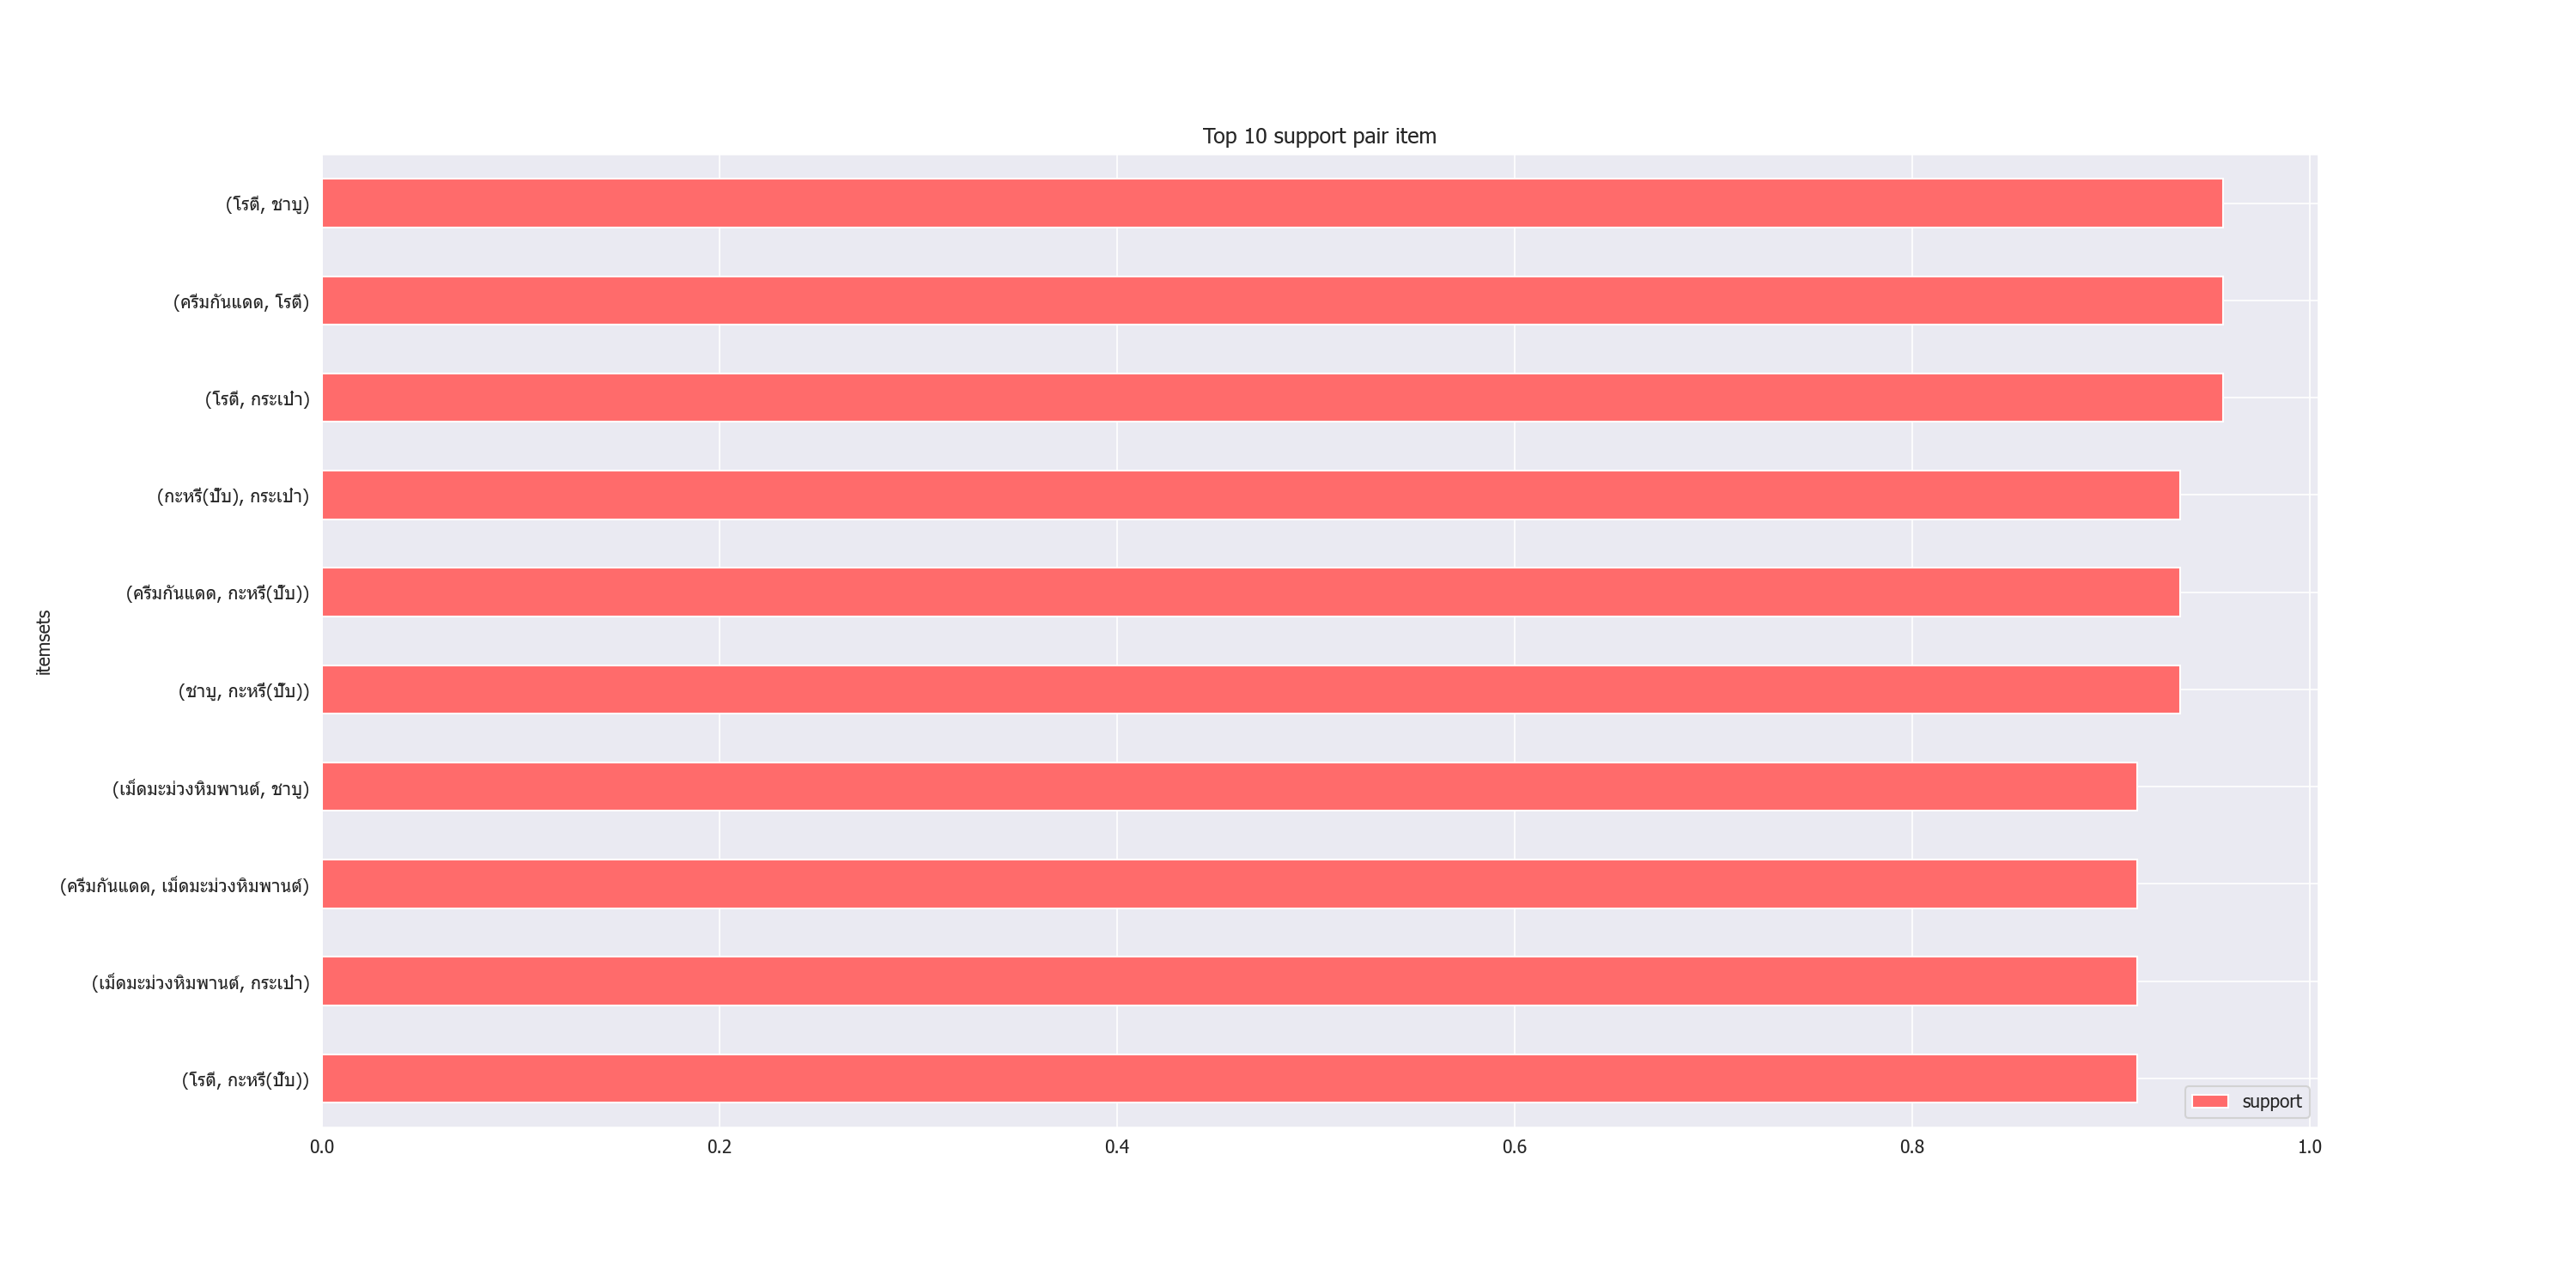 Top 10 support pair item
(โรตี, ชาบู)
(ครีมกันแดด, โรตี)
(โรตี, กระเป๋า)
(กะหรี่(ปั๊บ), กระเป๋า)
(ครีมกันแดด, กะหรี่(ปั๊บ))
(ชาบู, กะหรี่(ปั๊บ))
(เม็ดมะม่วงหิมพานต์, ชาบู)
(ครีมกันแดด, เม็ดมะม่วงหิมพานต์)
(เม็ดมะม่วงหิมพานต์, กระเป๋า)
(โรตี, กะหรี่(ปั๊บ))
itemsets
support
0.0 0.2 0.4 0.6 0.8 1.0